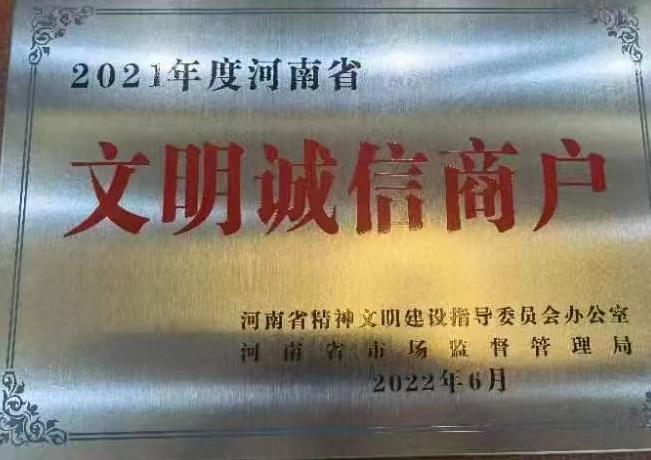 2021年度河南省
文明诚信商户
河南省精神文明建设指导委员会办公室
河南省市场监督管理局
2022年6月